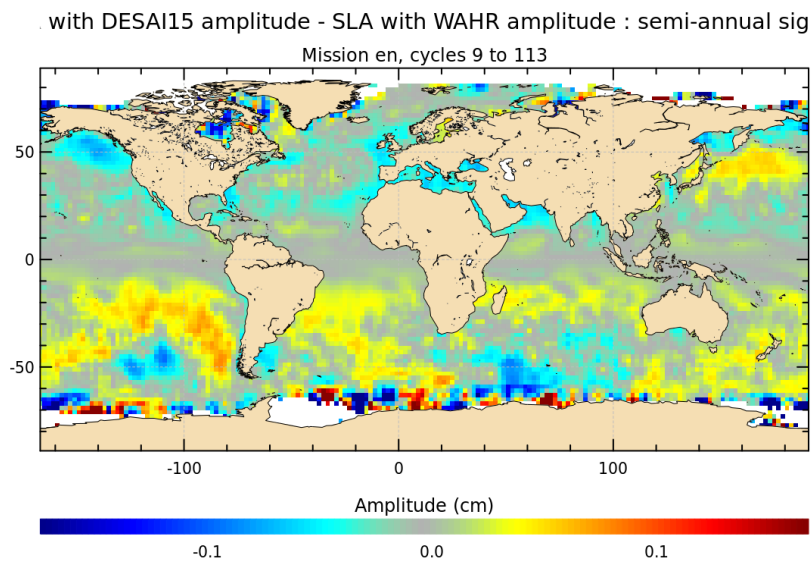 . with DESAI15 amplitude - SLA with WAHR amplitude : semi-annual sig
Mission en, cycles 9 to 113
50
0
-50
-100 0 100
Amplitude (cm)
-0.1 0.0 0.1